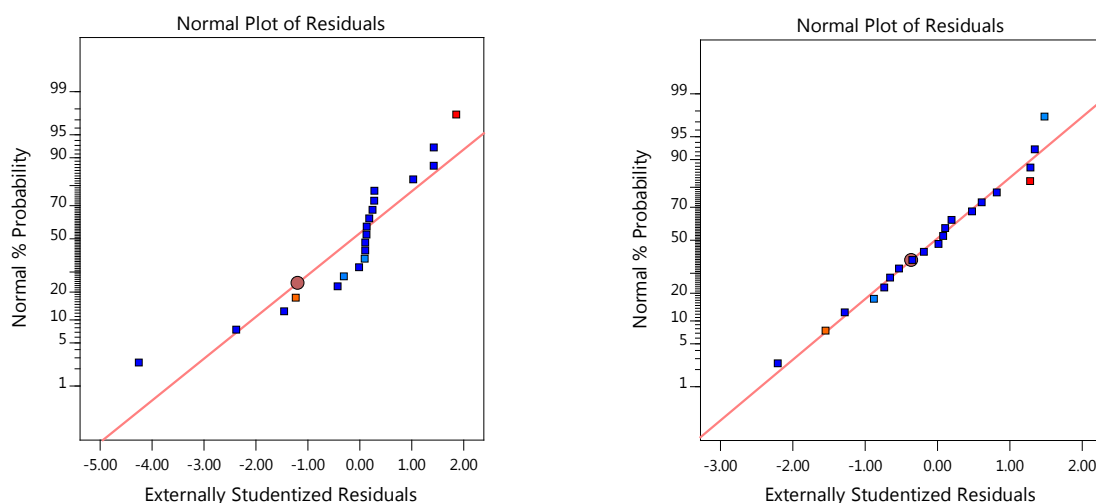 Normal Plot of Residuals
Normal % Probability
99
95
90
70
50
20
10
5
1
-5.00 -4.00 -3.00 -2.00 -1.00 0.00 1.00 2.00
Externally Studentized Residuals
Normal Plot of Residuals
Normal % Probability
99
95
90
70
50
20
10
5
1
-3.00 -2.00 -1.00 0.00 1.00 2.00
Externally Studentized Residuals